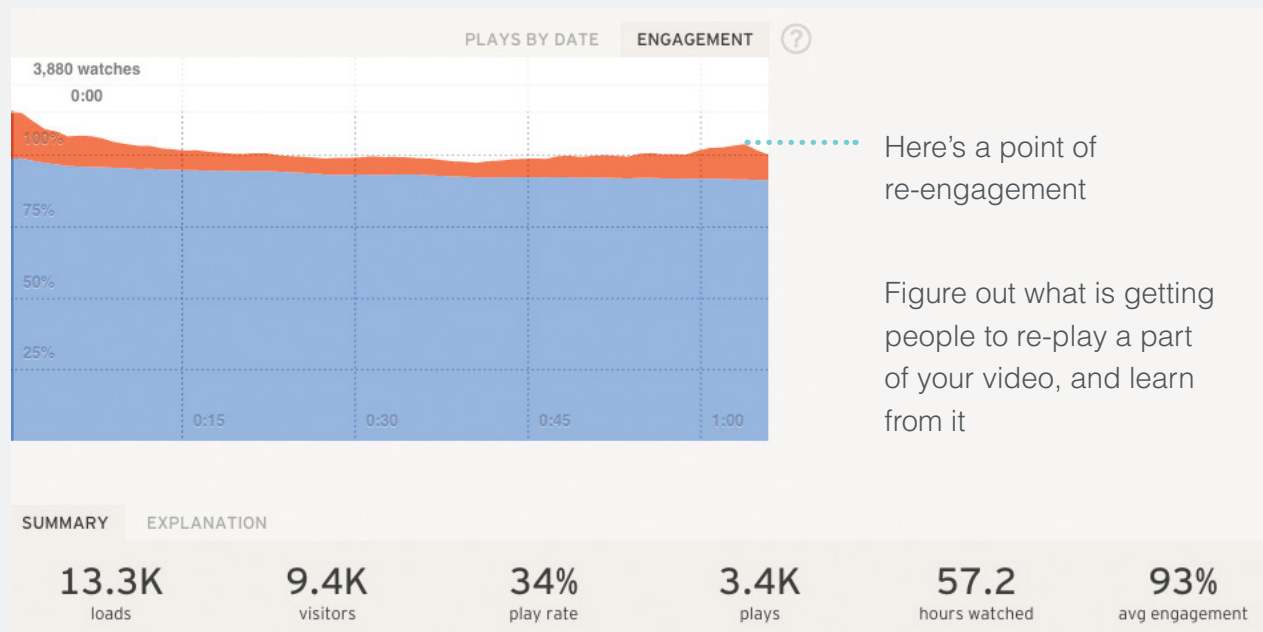 PLAYS BY DATE ENGAGEMENT ?
3,880 watches
0:00
100%
75%
50%
25%
0:15 0:30 0:45 1:00
Here’s a point of
re-engagement
Figure out what is getting
people to re-play a part
of your video, and learn
from it
SUMMARY EXPLANATION
13.3K 9.4K 34% 3.4K 57.2 93%
loads visitors play rate plays hours watched avg engagement